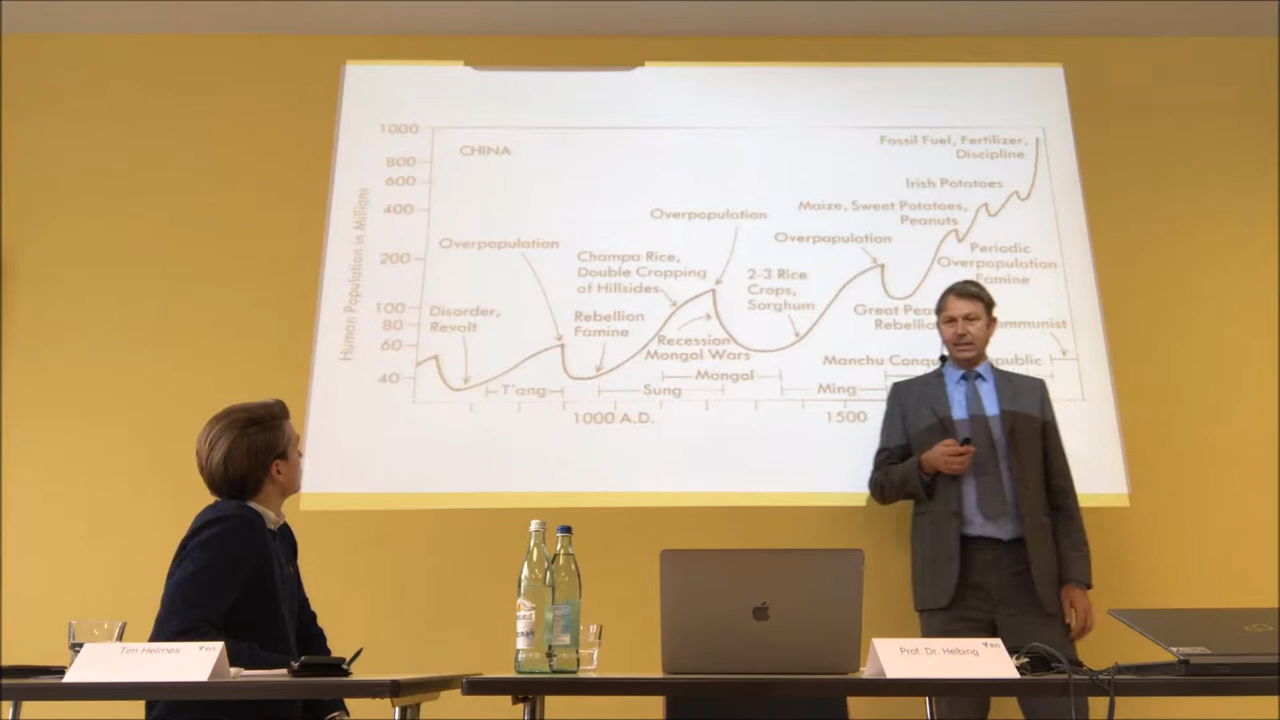 1000
CHINA
800
600
400
200
100
80
60
40
Human Population in Millions
Fossil Fuel, Fertilizer,
Discipline
Irish Potatoes
Maize, Sweet Potatoes,
Peanuts
Overpopulation
Overpopulation
Overpopulation
Periodic
Overpopulation
Famine
Champa Rice,
Double Cropping
of Hillsides
2-3 Rice
Crops,
Sorghum
Disorder,
Revolt
Rebellion
Famine
Recession
Mongol Wars
Great
Manchu
T'ang
Sung
Mongol
Ming
1000 A.D.
1500
Tim Helmes
Prof. Dr. Helbing